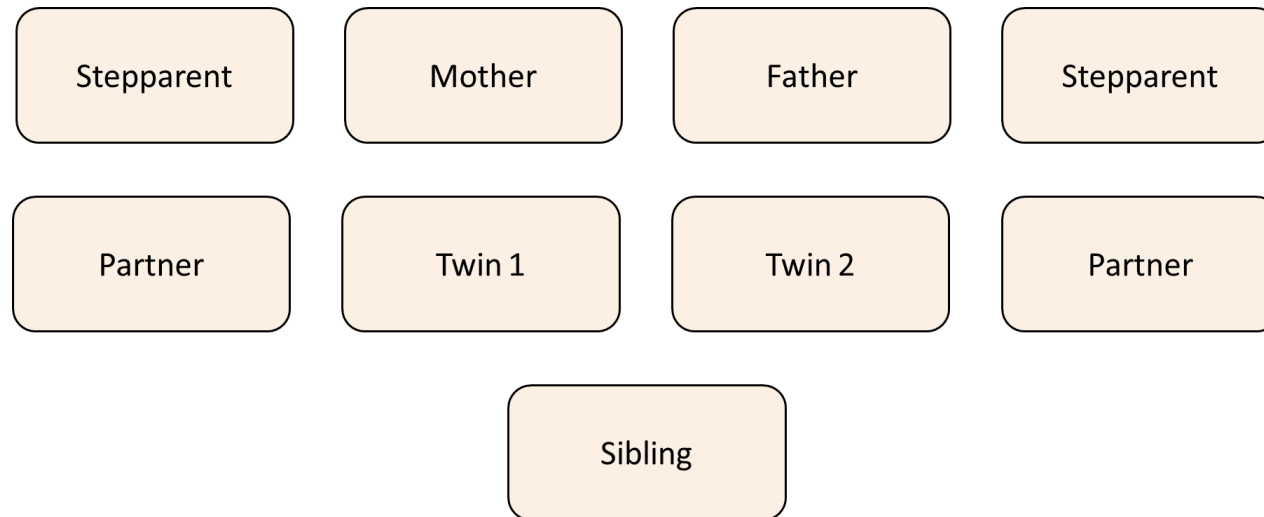 Stepparent
Mother
Father
Stepparent
Partner
Twin 1
Twin 2
Partner
Sibling